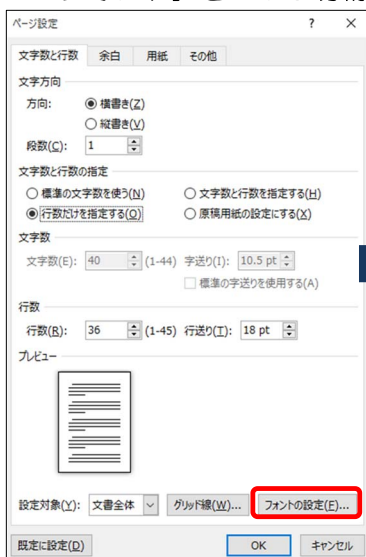 ページ設定 ? ×
文字数と行数 余白 用紙 その他
文字方向
方向: 横書き(Z)
縦書き(V)
段数(C): 1
文字数と行数の指定
標準の文字数を使う(N) 文字数と行数を指定する(H)
行数だけを指定する(O) 原稿用紙の設定にする(X)
文字数
文字数(E): 40 (1-44) 字送り(I): 10.5 pt
標準の字送りを使用する(A)
行数
行数(R): 36 (1-45) 行送り(T): 18 pt
プレビュー
設定対象(Y): 文書全体 グリッド線(W)... フォントの設定(F)...
既定に設定(D) OK キャンセル